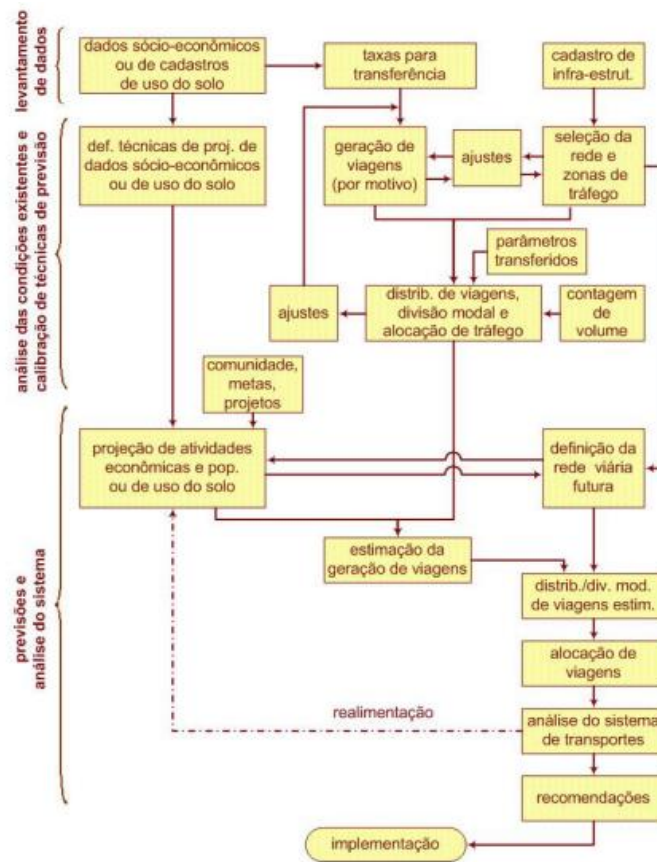 levantamento
de dados
dados sócio-econômicos
ou de cadastros
de uso do solo
taxas para
transferência
cadastro de
infra-estrut.
análise das condições existentes e
calibração de técnicas de previsão
def. técnicas de proj. de
dados sócio-econômicos
ou de uso do solo
geração de
viagens
(por motivo)
ajustes
seleção da
rede e
zonas de
tráfego
parâmetros
transferidos
ajustes
distrib. de viagens,
divisão modal e
alocação de tráfego
contagem
de
volume
comunidade,
metas,
projetos
previsões e
análise do sistema
projeção de atividades
econômicas e pop.
ou de uso do solo
definição da
rede viária
futura
estimação da
geração de viagens
distrib./div. mod.
de viagens estim.
alocação de
viagens
realimentação
análise do sistema
de transportes
recomendações
implementação